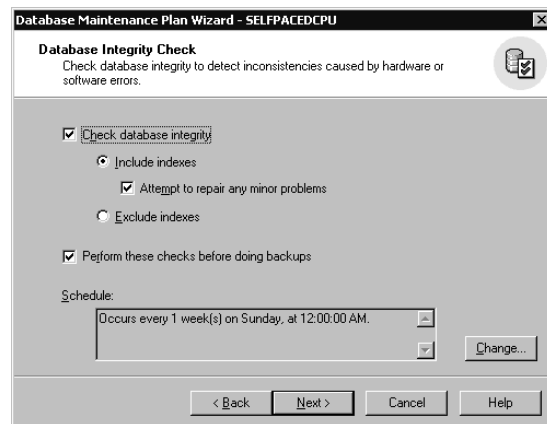 Database Maintenance Plan Wizard - SELFPACEDCPU
Database Integrity Check
Check database integrity to detect inconsistencies caused by hardware or
software errors.
Check database integrity
Include indexes
Attempt to repair any minor problems
Exclude indexes
Perform these checks before doing backups
Schedule:
Occurs every 1 week(s) on Sunday, at 12:00:00 AM.
Change...
< Back
Next >
Cancel
Help